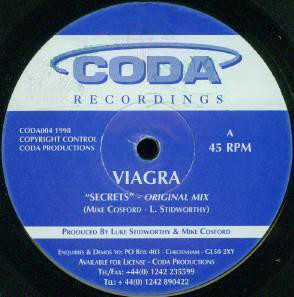 CODA
RECORDINGS
CODA004 1998
COPYRIGHT CONTROL
CODA PRODUCTIONS
A
45 RPM
VIAGRA
"SECRETS" - ORIGINAL MIX
(MIKE COSFORD - L. STIDWORTHY)
PRODUCED BY LUKE STIDWORTHY & MIKE COSFORD
ENQUIRIES & DEMOS TO: PO BOX 403 - CHELTENHAM - GL50 2XY
AVAILABLE FOR LICENSE - CODA PRODUCTIONS
TEL/FAX: +44(0) 1242 235599
TEL: + 44(0) 1242 890422